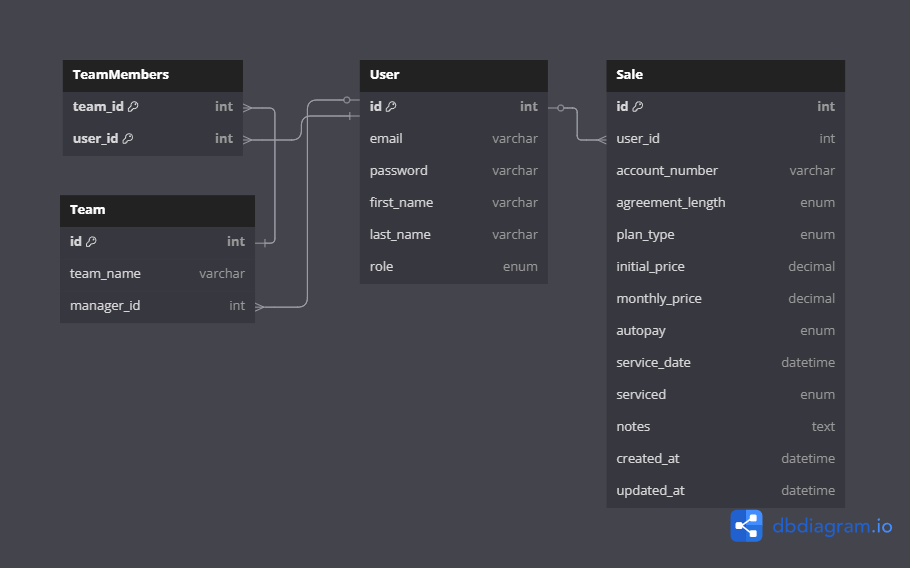 TeamMembers
team_id int
user_id int
Team
id int
team_name varchar
manager_id int
User
id int
email varchar
password varchar
first_name varchar
last_name varchar
role enum
Sale
id int
user_id int
account_number varchar
agreement_length enum
plan_type enum
initial_price decimal
monthly_price decimal
autopay enum
service_date datetime
serviced enum
notes text
created_at datetime
updated_at datetime
dbdiagram.io